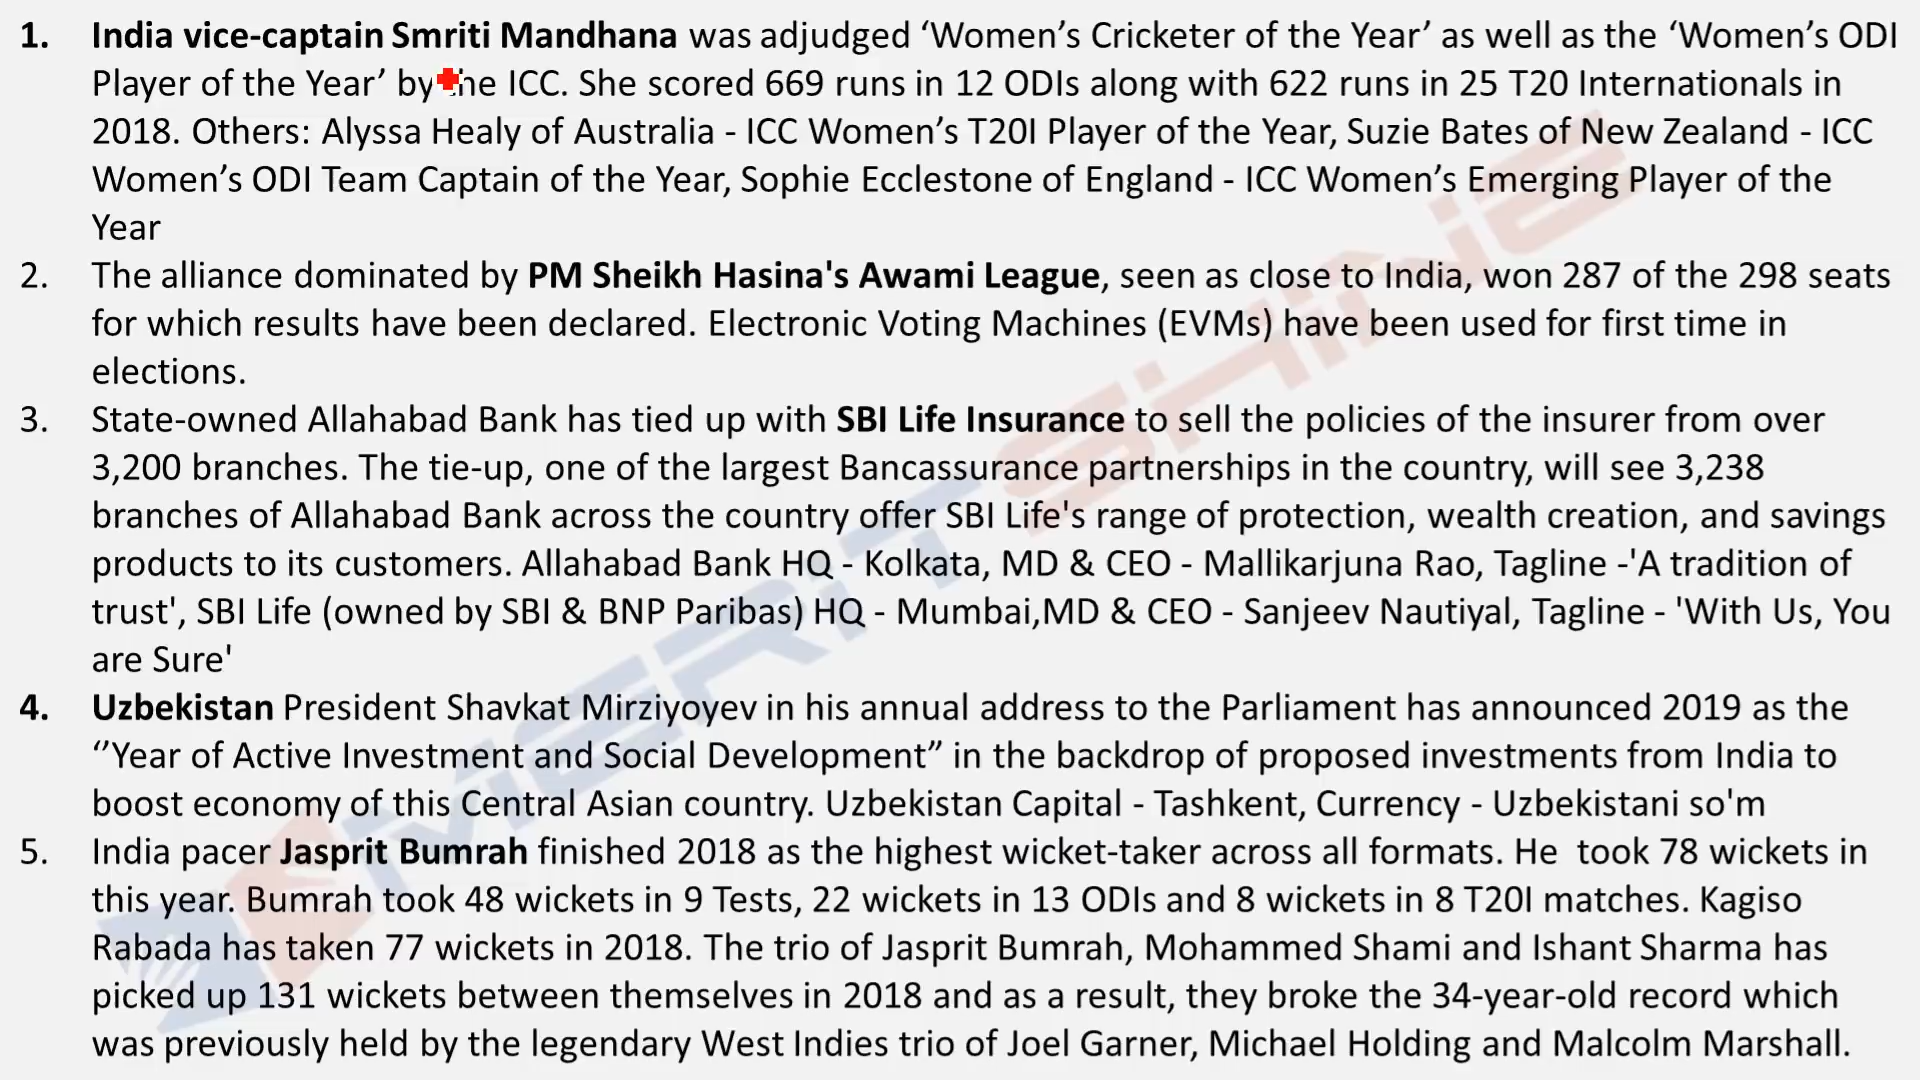 1. India vice-captain Smriti Mandhana was adjudged ‘Women’s Cricketer of the Year’ as well as the ‘Women’s ODI
Player of the Year’ by the ICC. She scored 669 runs in 12 ODIs along with 622 runs in 25 T20 Internationals in
2018. Others: Alyssa Healy of Australia - ICC Women’s T20I Player of the Year, Suzie Bates of New Zealand - ICC
Women’s ODI Team Captain of the Year, Sophie Ecclestone of England - ICC Women’s Emerging Player of the
Year
2. The alliance dominated by PM Sheikh Hasina's Awami League, seen as close to India, won 287 of the 298 seats
for which results have been declared. Electronic Voting Machines (EVMs) have been used for first time in
elections.
3. State-owned Allahabad Bank has tied up with SBI Life Insurance to sell the policies of the insurer from over
3,200 branches. The tie-up, one of the largest Bancassurance partnerships in the country, will see 3,238
branches of Allahabad Bank across the country offer SBI Life's range of protection, wealth creation, and savings
products to its customers. Allahabad Bank HQ - Kolkata, MD & CEO - Mallikarjuna Rao, Tagline -'A tradition of
trust', SBI Life (owned by SBI & BNP Paribas) HQ - Mumbai,MD & CEO - Sanjeev Nautiyal, Tagline - 'With Us, You
are Sure'
4. Uzbekistan President Shavkat Mirziyoyev in his annual address to the Parliament has announced 2019 as the
‘’Year of Active Investment and Social Development” in the backdrop of proposed investments from India to
boost economy of this Central Asian country. Uzbekistan Capital - Tashkent, Currency - Uzbekistani so'm
5. India pacer Jasprit Bumrah finished 2018 as the highest wicket-taker across all formats. He  took 78 wickets in
this year. Bumrah took 48 wickets in 9 Tests, 22 wickets in 13 ODIs and 8 wickets in 8 T20I matches. Kagiso
Rabada has taken 77 wickets in 2018. The trio of Jasprit Bumrah, Mohammed Shami and Ishant Sharma has
picked up 131 wickets between themselves in 2018 and as a result, they broke the 34-year-old record which
was previously held by the legendary West Indies trio of Joel Garner, Michael Holding and Malcolm Marshall.
MERiTSHiNE